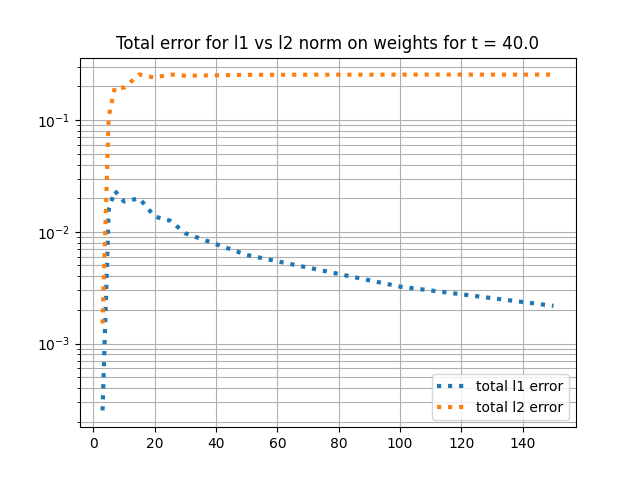 Total error for l1 vs l2 norm on weights for t = 40.0
10⁻¹
10⁻²
10⁻³
total l1 error
total l2 error
0 20 40 60 80 100 120 140